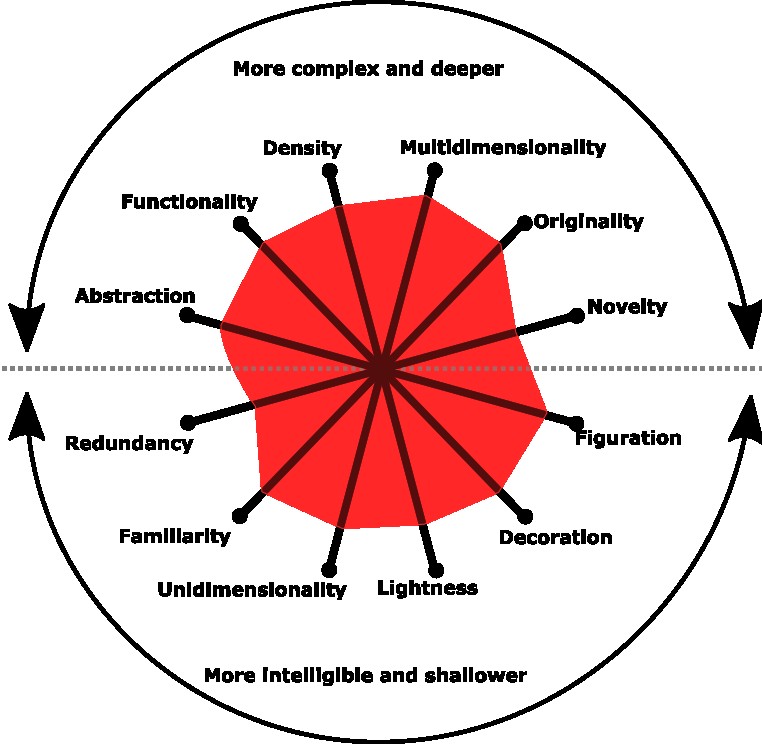 More complex and deeper
Density
Multidimensionality
Functionality
Originality
Abstraction
Novelty
Redundancy
Figuration
Familiarity
Decoration
Unidimensionality
Lightness
More intelligible and shallower